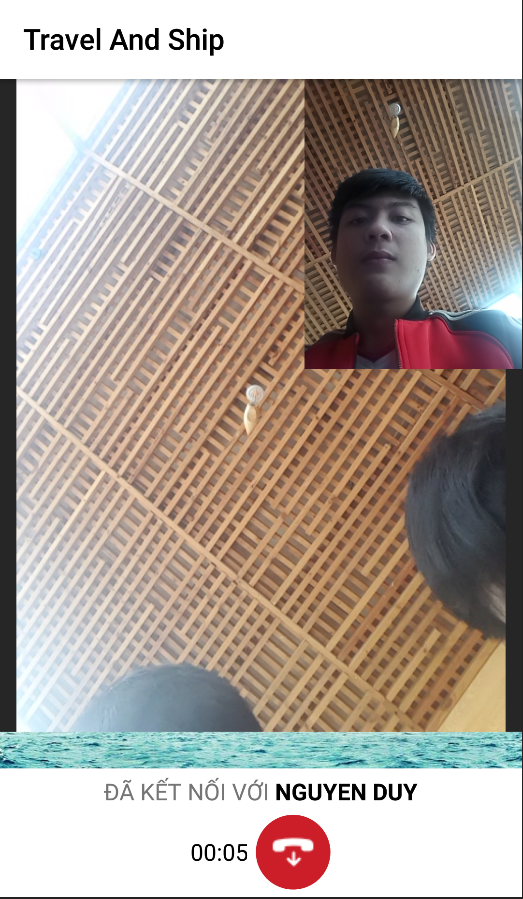 Travel And Ship
ĐÃ KẾT NỐI VỚI NGUYEN DUY
00:05